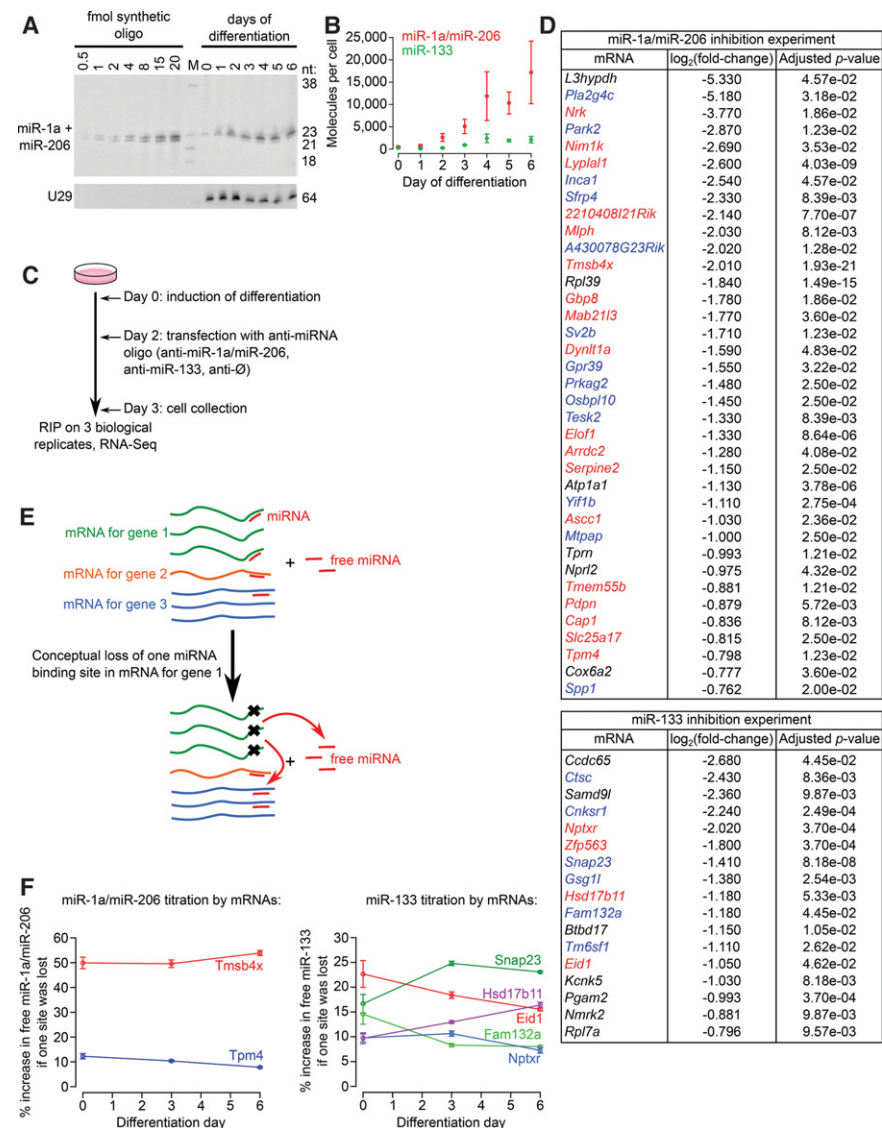 A
fmol synthetic oligo
days of differentiation
0.5 1 2 4 8 15 20 M 0 1 2 3 4 5 6 nt:
38
miR-1a + miR-206
23
21
18
U29
64
B
25,000
20,000
15,000
10,000
5,000
0
Molecules per cell
miR-1a/miR-206
miR-133
0 1 2 3 4 5 6
Day of differentiation
C
Day 0: induction of differentiation
Day 2: transfection with anti-miRNA
oligo (anti-miR-1a/miR-206,
anti-miR-133, anti-Ø)
Day 3: cell collection
RIP on 3 biological
replicates, RNA-Seq
D
miR-1a/miR-206 inhibition experiment
mRNA log2(fold-change) Adjusted p-value
L3hypdh -5.330 4.57e-02
Pla2g4c -5.180 3.18e-02
Nrk -3.770 1.86e-02
Park2 -2.870 1.23e-02
Nim1k -2.690 3.53e-02
Lyplal1 -2.600 4.03e-09
Inca1 -2.540 4.57e-02
Sfrp4 -2.330 8.39e-03
2210408I21Rik -2.140 7.70e-07
Mlph -2.030 8.12e-03
A430078G23Rik -2.020 1.28e-02
Tmsb4x -2.010 1.93e-21
Rpl39 -1.840 1.49e-15
Gbp8 -1.780 1.86e-02
Mab21l3 -1.770 3.60e-02
Sv2b -1.710 1.23e-02
Dynlt1a -1.590 4.83e-02
Gpr39 -1.550 3.22e-02
Prkag2 -1.480 2.50e-02
Osbpl10 -1.450 2.50e-02
Tesk2 -1.330 8.39e-03
Elof1 -1.330 8.64e-06
Arrdc2 -1.280 4.08e-02
Serpine2 -1.150 2.50e-02
Atp1a1 -1.130 3.78e-06
Yif1b -1.110 2.75e-04
Ascc1 -1.030 2.36e-02
Mtpap -1.000 2.50e-02
Tprn -0.993 1.21e-02
Nprl2 -0.975 4.32e-02
Tmem55b -0.881 1.21e-02
Pdpn -0.879 5.72e-03
Cap1 -0.836 8.12e-03
Slc25a17 -0.815 2.50e-02
Tpm4 -0.798 1.23e-02
Cox6a2 -0.777 3.60e-02
Spp1 -0.762 2.00e-02
miR-133 inhibition experiment
mRNA log2(fold-change) Adjusted p-value
Ccdc65 -2.680 4.45e-02
Ctsc -2.430 8.36e-03
Samd9l -2.360 9.87e-03
Cnksr1 -2.240 2.49e-04
Nptxr -2.020 3.70e-04
Zfp563 -1.800 3.70e-04
Snap23 -1.410 8.18e-08
Gsg1l -1.380 2.54e-03
Hsd17b11 -1.180 5.33e-03
Fam132a -1.180 4.45e-02
Btbd17 -1.150 1.05e-02
Tm6sf1 -1.110 2.62e-02
Eid1 -1.050 4.62e-02
Kcnk5 -1.030 8.18e-03
Pgam2 -0.993 3.70e-04
Nmrk2 -0.881 9.87e-03
Rpl7a -0.796 9.57e-03
E
miRNA
mRNA for gene 1
+ free miRNA
mRNA for gene 2
mRNA for gene 3
Conceptual loss of one miRNA
binding site in mRNA for gene 1
+ free miRNA
F
miR-1a/miR-206 titration by mRNAs:
% increase in free miR-1a/miR-206
if one site was lost
60
50
40
30
20
10
0
Tmsb4x
Tpm4
0 1 2 3 4 5 6
Differentiation day
miR-133 titration by mRNAs:
% increase in free miR-133
if one site was lost
30
25
20
15
10
5
0
Snap23
Hsd17b11
Eid1
Fam132a
Nptxr
0 1 2 3 4 5 6
Differentiation day